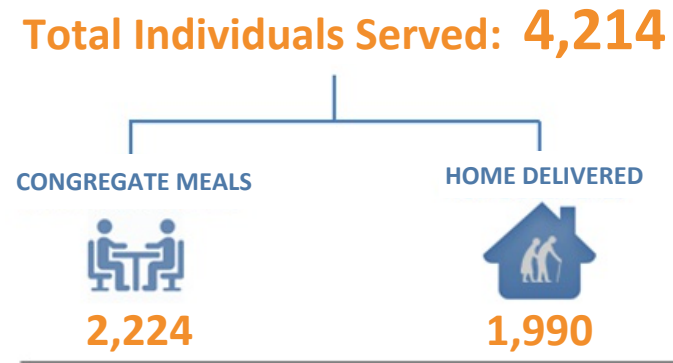 Total Individuals Served: 4,214
CONGREGATE MEALS
HOME DELIVERED
2,224
1,990